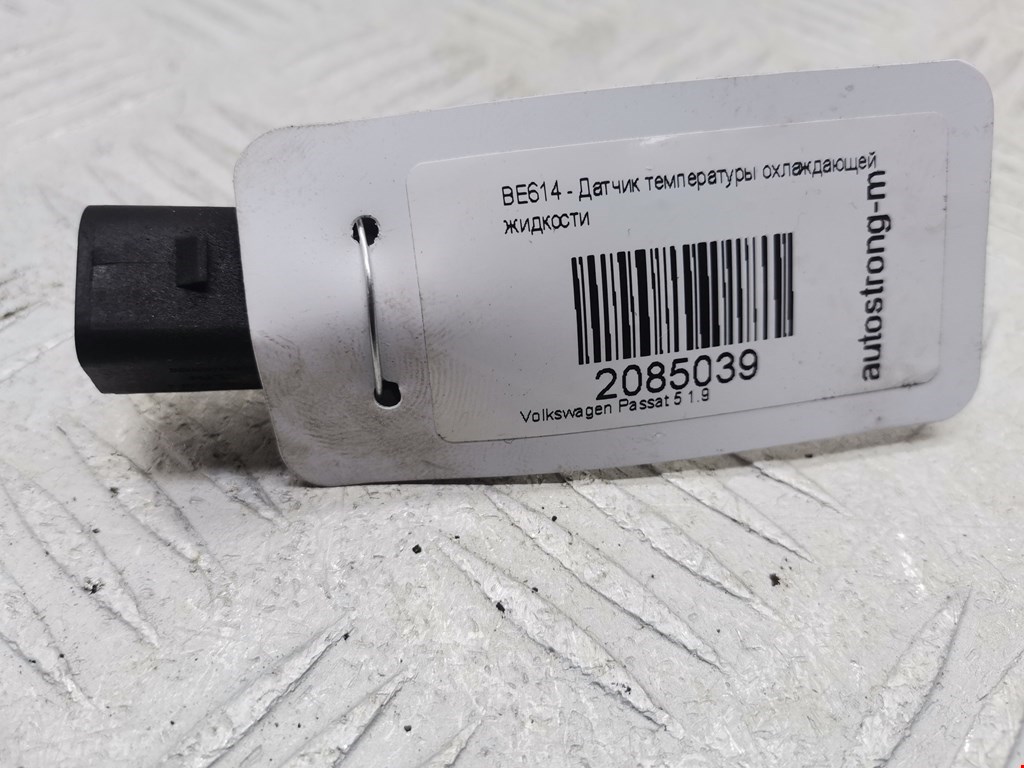 BE614 - Датчик температуры охлаждающей
жидкости
2085039
Volkswagen Passat 5 1.9
autostrong-m